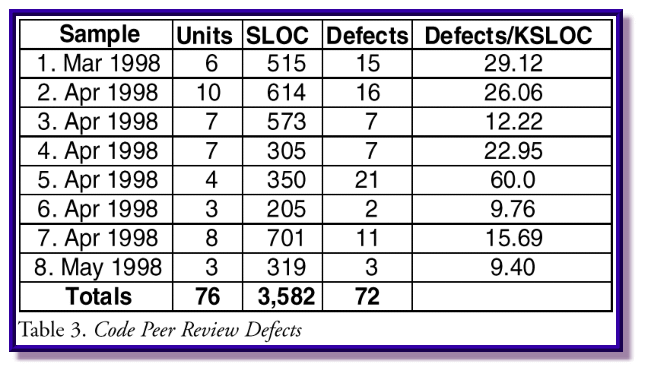 Sample Units SLOC Defects Defects/KSLOC
1. Mar 1998 6 515 15 29.12
2. Apr 1998 10 614 16 26.06
3. Apr 1998 7 573 7 12.22
4. Apr 1998 7 305 7 22.95
5. Apr 1998 4 350 21 60.0
6. Apr 1998 3 205 2 9.76
7. Apr 1998 8 701 11 15.69
8. May 1998 3 319 3 9.40
Totals 76 3,582 72
Table 3. Code Peer Review Defects